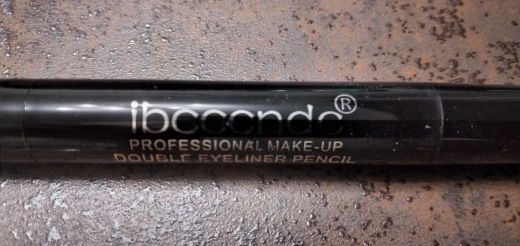 ibcccndc®
PROFESSIONAL MAKE-UP
DOUBLE EYELINER PENCIL